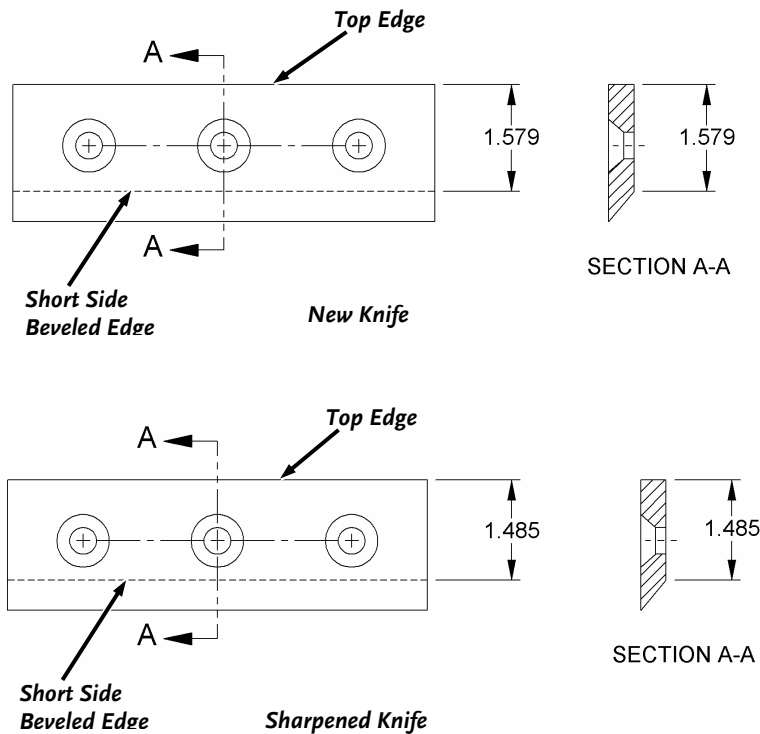 Top Edge
A
1.579
1.579
A
SECTION A-A
Short Side
Beveled Edge
New Knife
Top Edge
A
1.485
1.485
A
SECTION A-A
Short Side
Beveled Edge
Sharpened Knife